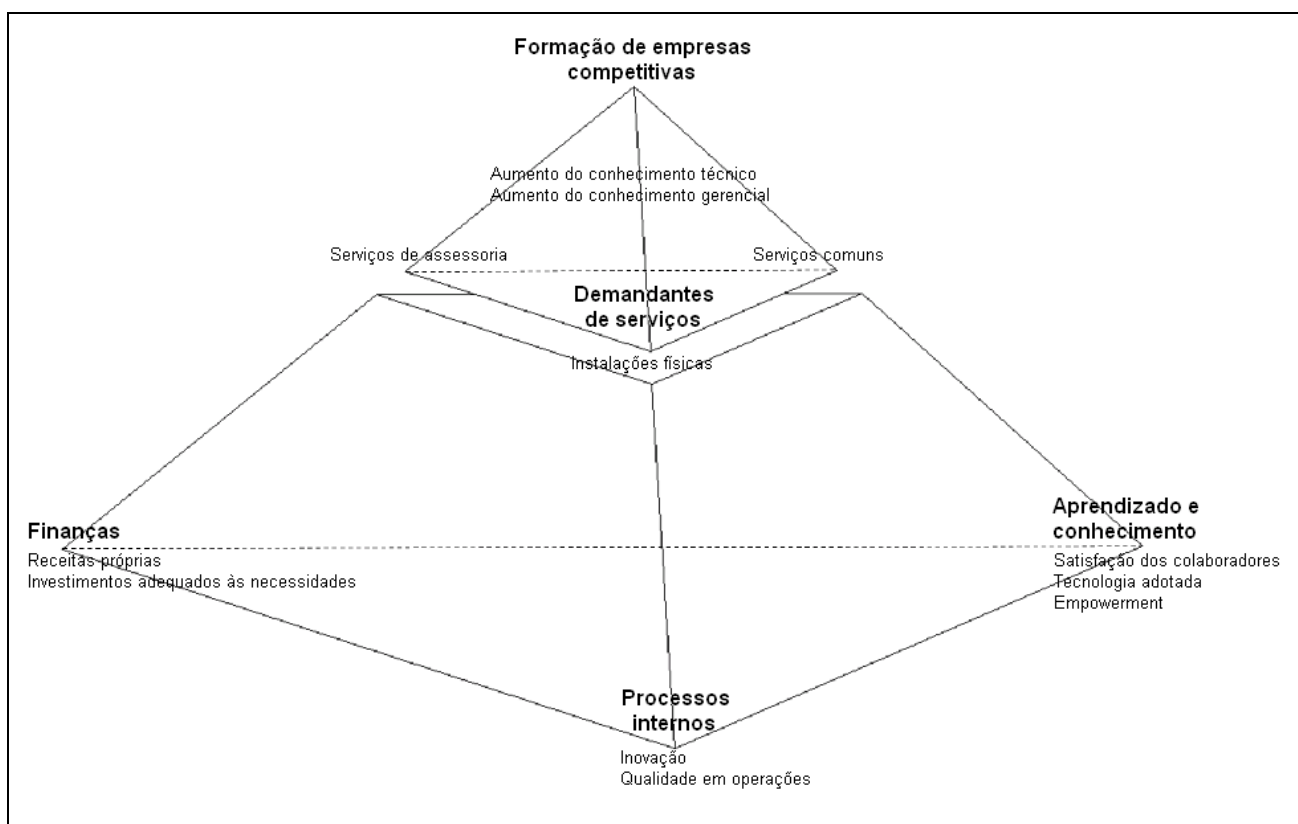 Formação de empresas
competitivas
Aumento do conhecimento técnico
Aumento do conhecimento gerencial
Serviços de assessoria
Serviços comuns
Demandantes
de serviços
Instalações físicas
Finanças
Receitas próprias
Investimentos adequados às necessidades
Aprendizado e
conhecimento
Satisfação dos colaboradores
Tecnologia adotada
Empowerment
Processos
internos
Inovação
Qualidade em operações